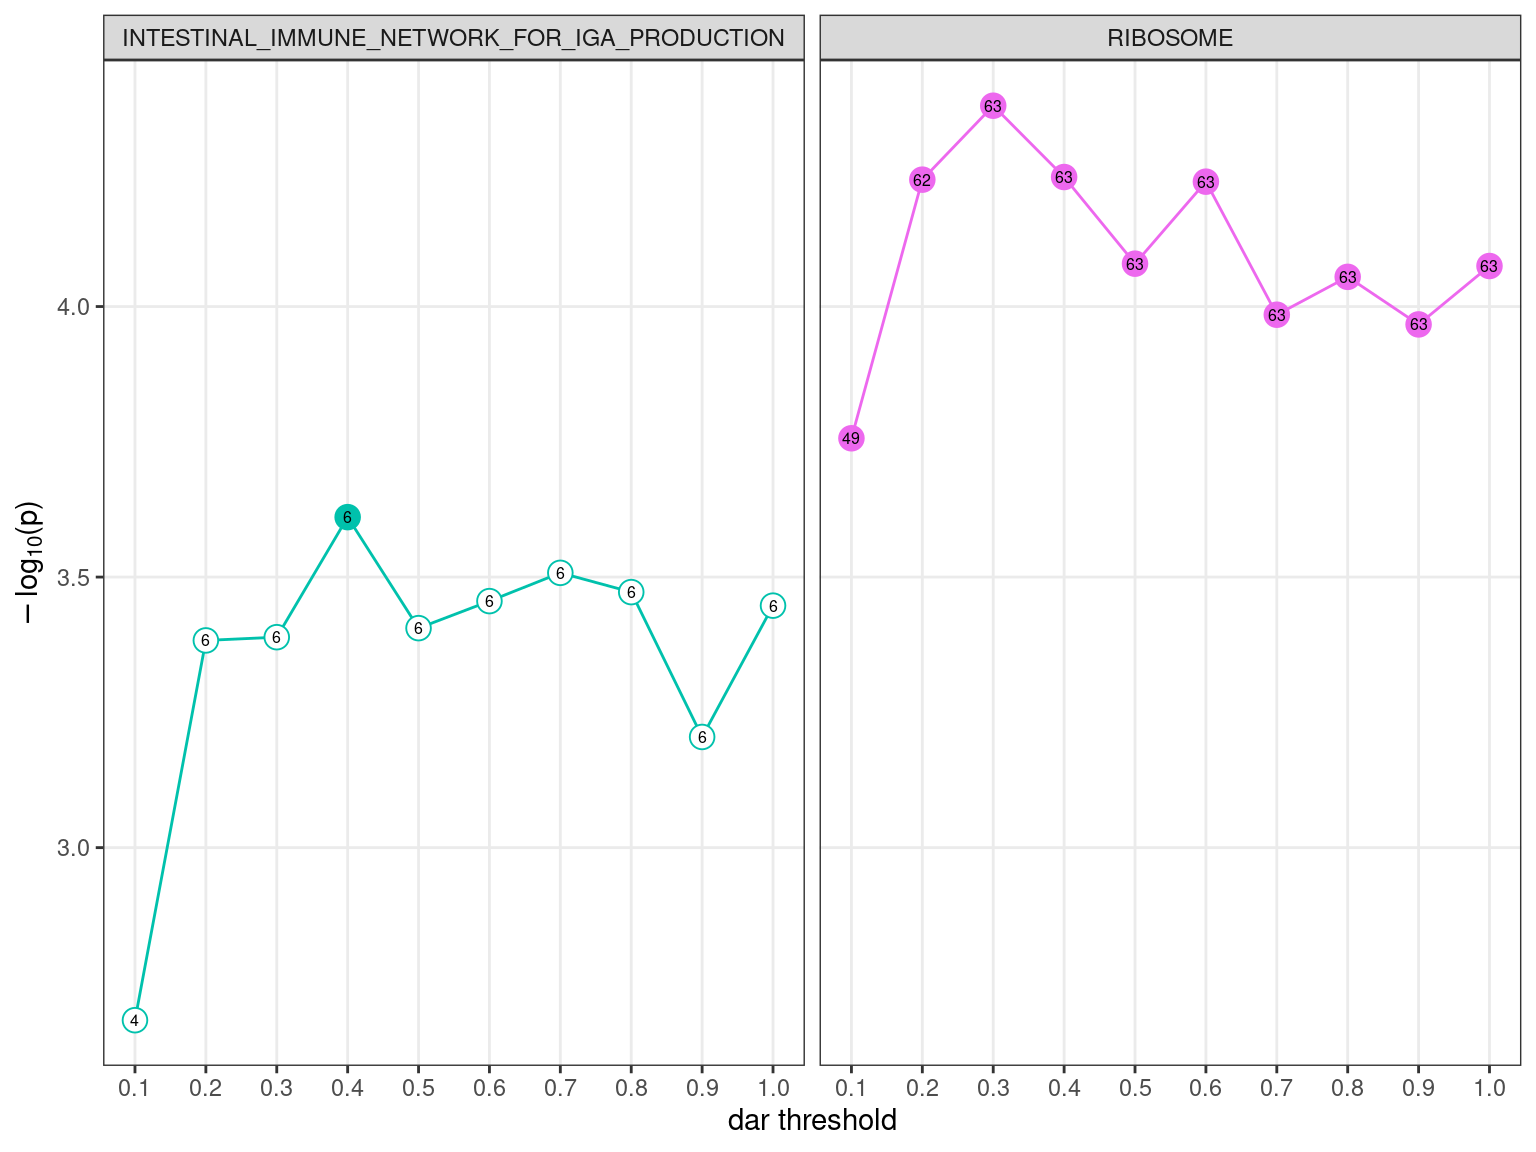 INTESTINAL_IMMUNE_NETWORK_FOR_IGA_PRODUCTION RIBOSOME
− log10(p)
4.0
3.5
3.0
4 6 6 6 6 6 6 6 6 6
49 62 63 63 63 63 63 63 63 63
0.1 0.2 0.3 0.4 0.5 0.6 0.7 0.8 0.9 1.0 0.1 0.2 0.3 0.4 0.5 0.6 0.7 0.8 0.9 1.0
dar threshold